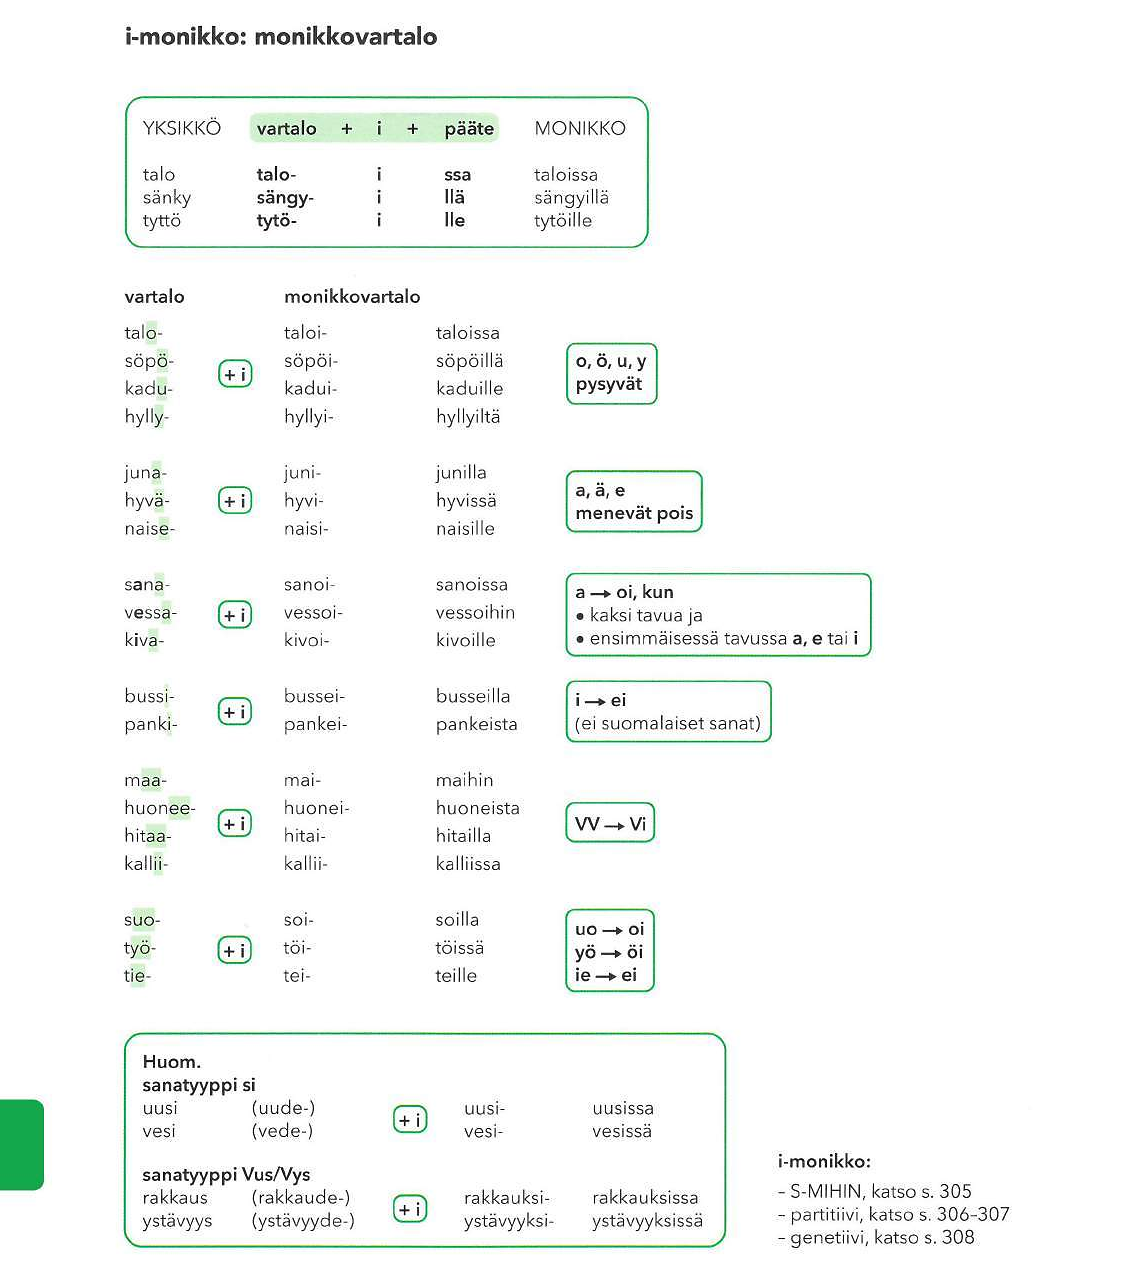 i-monikko: monikkovartalo
YKSIKKÖ vartalo + i + pääte MONIKKO
talo talo- i ssa taloissa
sänky sängy- i llä sängyillä
tyttö tytö- i lle tytöille
vartalo monikkovartalo
talo- taloi- taloissa
söpö- söpöi- söpöillä
kadu- kadui- kaduille
hylly- hyllyi- hyllyiltä
+ i
o, ö, u, y
pysyvät
juna- juni- junilla
hyvä- + i hyvi- hyvissä
naise- naisi- naisille
a, ä, e
menevät pois
sana- sanoi- sanoissa
vessa- + i vessoi- vessoihin
kiva- kivoi- kivoille
a → oi, kun
• kaksi tavua ja
• ensimmäisessä tavussa a, e tai i
bussi- bussei- busseilla
panki- pankei- pankeista
+ i
i → ei
(ei suomalaiset sanat)
maa- mai- maihin
huonee- huonei- huoneista
hitaa- hitai- hitailla
kallii- kallii- kalliissa
+ i
VV → Vi
suo- soi- soilla
työ- + i töi- töissä
tie- tei- teille
uo → oi
yö → öi
ie → ei
Huom.
sanatyyppi si
uusi (uude-) uusi- uusissa
vesi (vede-) vesi- vesissä
+ i
sanatyyppi Vus/Vys
rakkaus (rakkaude-) rakkauksi- rakkauksissa
ystävyys (ystävyyde-) ystävyyksi- ystävyyksissä
+ i
i-monikko:
– S-MIHIN, katso s. 305
– partitiivi, katso s. 306–307
– genetiivi, katso s. 308